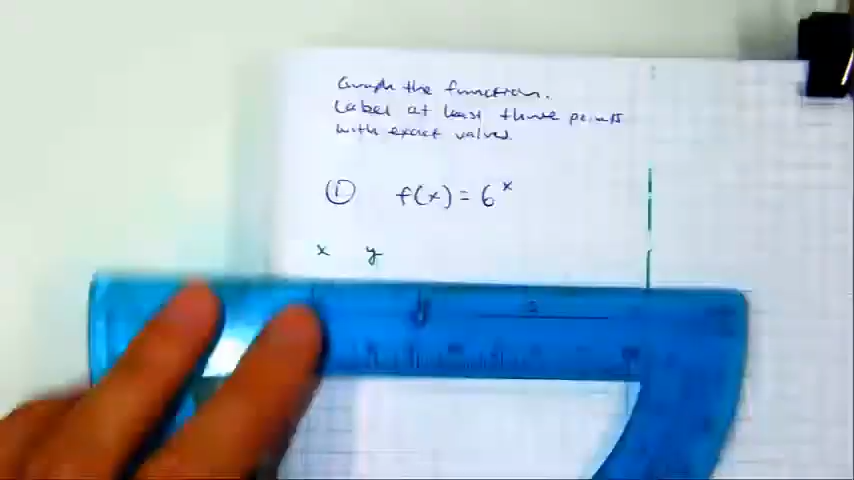 Graph the function.
Label at least three points
with exact values.
① f(x) = 6^x
x y